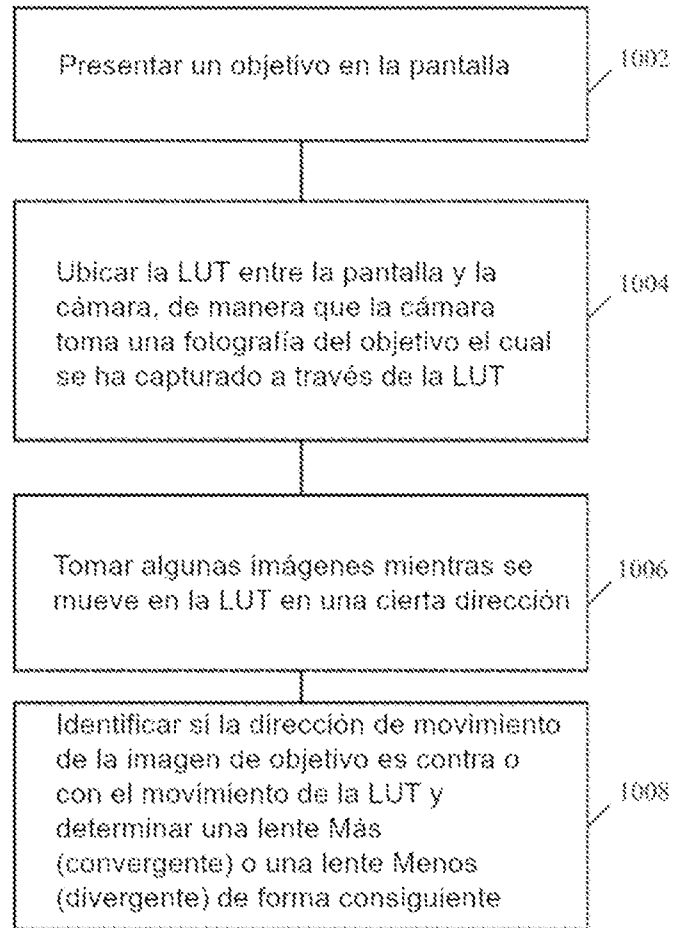 Presentar un objetivo en la pantalla
1002
Ubicar la LUT entre la pantalla y la
cámara, de manera que la cámara
toma una fotografía del objetivo el cual
se ha capturado a través de la LUT
1004
Tomar algunas imágenes mientras se
mueve en la LUT en una cierta dirección
1006
Identificar si la dirección de movimiento
de la imagen de objetivo es contra o
con el movimiento de la LUT y
determinar una lente Más
(convergente) o una lente Menos
(divergente) de forma consiguiente
1008